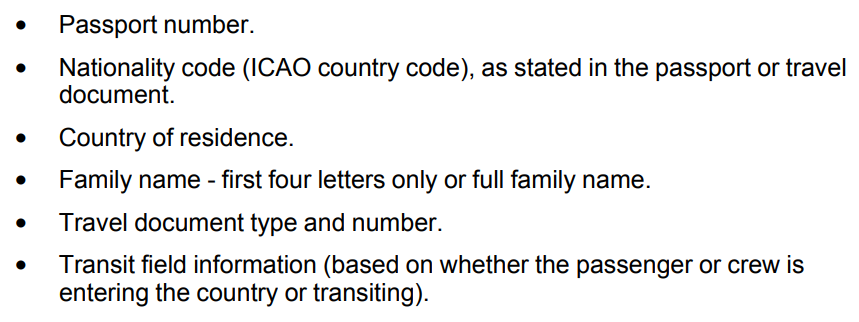 • Passport number.
• Nationality code (ICAO country code), as stated in the passport or travel
document.
• Country of residence.
• Family name - first four letters only or full family name.
• Travel document type and number.
• Transit field information (based on whether the passenger or crew is
entering the country or transiting).